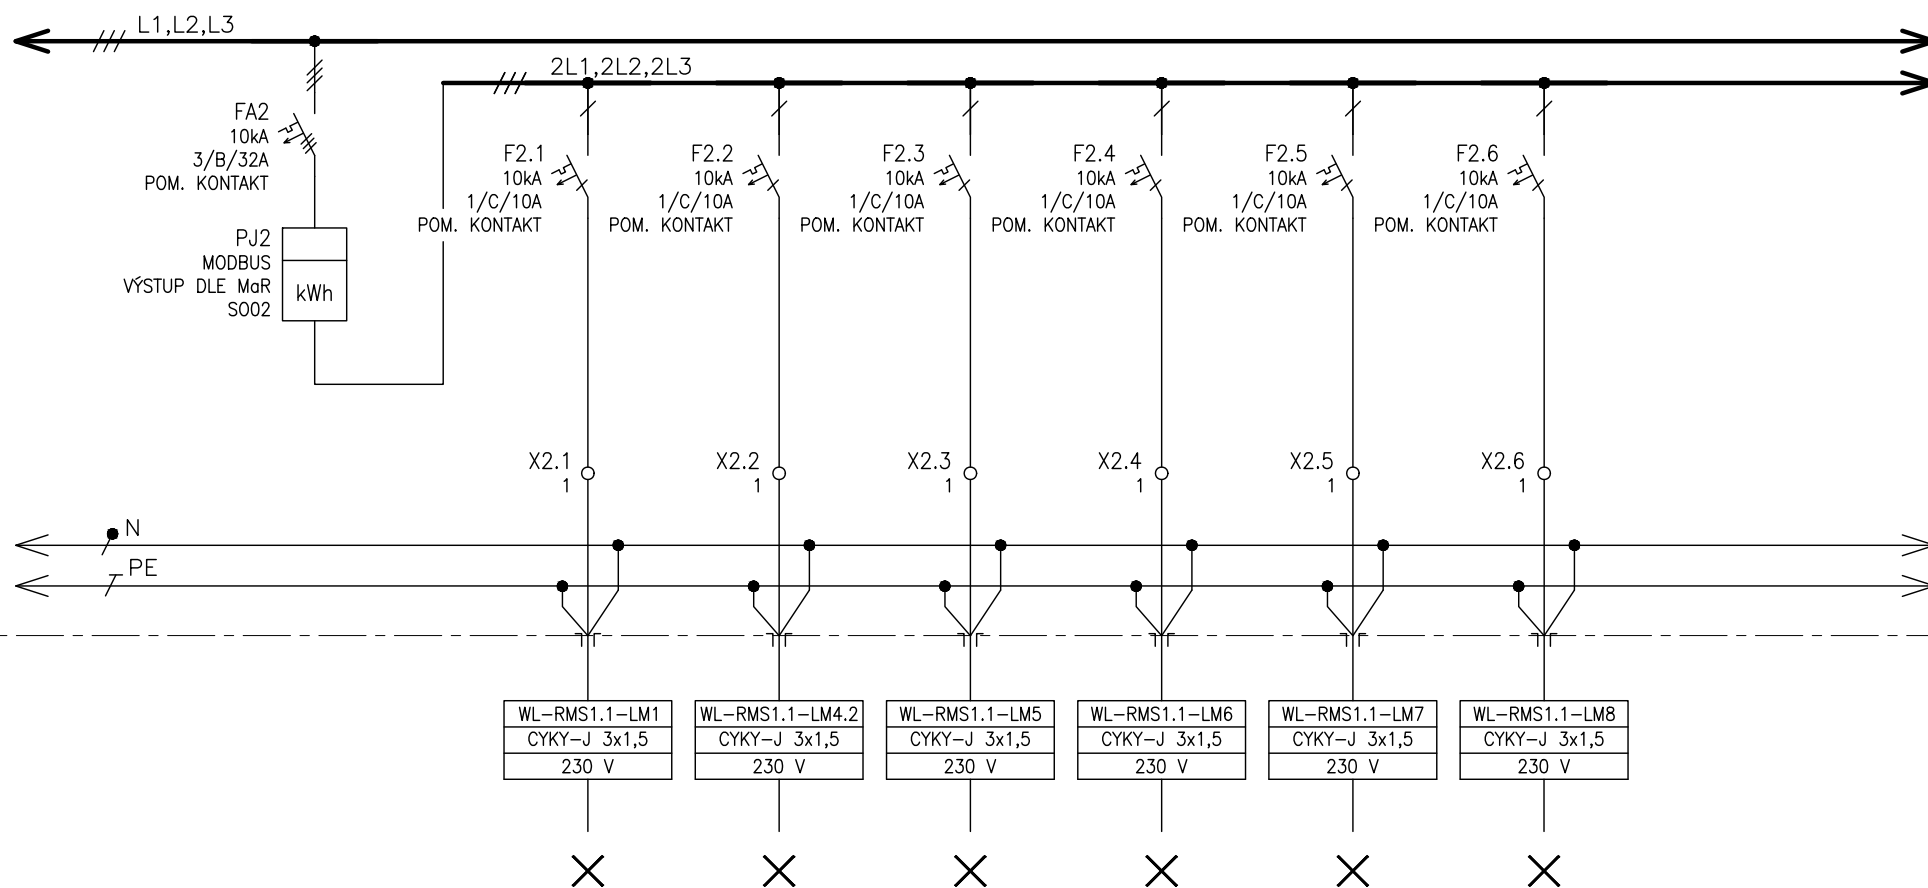 L1,L2,L3
2L1,2L2,2L3
FA2
10kA
3/B/32A
POM. KONTAKT
PJ2
MODBUS
VÝSTUP DLE MaR
SO02
kWh
F2.1
10kA
1/C/10A
POM. KONTAKT
F2.2
10kA
1/C/10A
POM. KONTAKT
F2.3
10kA
1/C/10A
POM. KONTAKT
F2.4
10kA
1/C/10A
POM. KONTAKT
F2.5
10kA
1/C/10A
POM. KONTAKT
F2.6
10kA
1/C/10A
POM. KONTAKT
X2.1
1
X2.2
1
X2.3
1
X2.4
1
X2.5
1
X2.6
1
N
PE
WL-RMS1.1-LM1
CYKY-J 3x1,5
230 V
WL-RMS1.1-LM4.2
CYKY-J 3x1,5
230 V
WL-RMS1.1-LM5
CYKY-J 3x1,5
230 V
WL-RMS1.1-LM6
CYKY-J 3x1,5
230 V
WL-RMS1.1-LM7
CYKY-J 3x1,5
230 V
WL-RMS1.1-LM8
CYKY-J 3x1,5
230 V